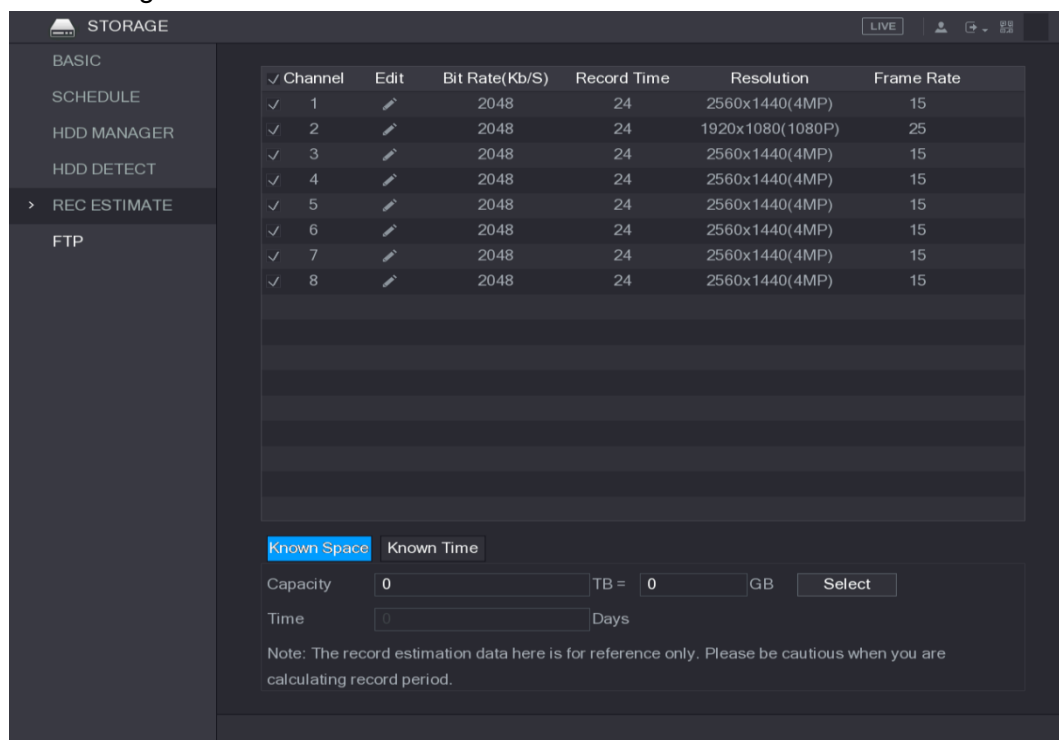 STORAGE LIVE
BASIC
SCHEDULE
HDD MANAGER
HDD DETECT
REC ESTIMATE
FTP
Channel Edit Bit Rate(Kb/S) Record Time Resolution Frame Rate
1 2048 24 2560x1440(4MP) 15
2 2048 24 1920x1080(1080P) 25
3 2048 24 2560x1440(4MP) 15
4 2048 24 2560x1440(4MP) 15
5 2048 24 2560x1440(4MP) 15
6 2048 24 2560x1440(4MP) 15
7 2048 24 2560x1440(4MP) 15
8 2048 24 2560x1440(4MP) 15
Known Space Known Time
Capacity 0 TB = 0 GB Select
Time 0 Days
Note: The record estimation data here is for reference only. Please be cautious when you are
calculating record period.